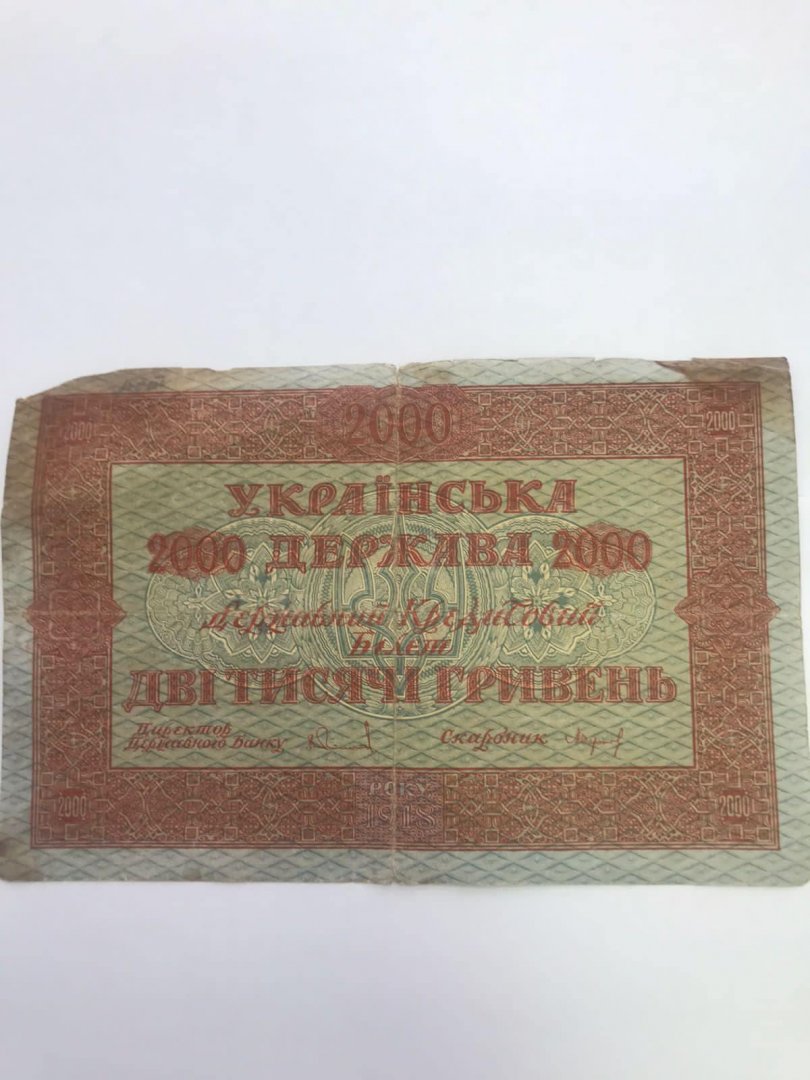 2000
2000 2000
УКРАЇНСЬКА
2000 ДЕРЖАВА 2000
Державний Кредитовий
Білет
ДВІ ТИСЯЧІ ГРИВЕНЬ
Директор
Державного Банку
Скарбник
РОКУ
1918
2000 2000